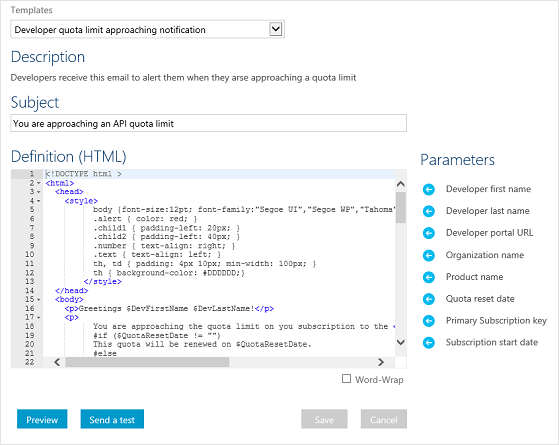 Templates
Developer quota limit approaching notification
Description
Developers receive this email to alert them when they arse approaching a quota limit
Subject
You are approaching an API quota limit
Definition (HTML)
1 <!DOCTYPE html >
2 <html>
3 <head>
4 <style>
5 body {font-size:12pt; font-family:"Segoe UI","Segoe WP","Tahoma"
6 .alert { color: red; }
7 .child1 { padding-left: 20px; }
8 .child2 { padding-left: 40px; }
9 .number { text-align: right; }
10 .text { text-align: left; }
11 th, td { padding: 4px 10px; min-width: 100px; }
12 th { background-color: #DDDDDD;}
13 </style>
14 </head>
15 <body>
16 <p>Greetings $DevFirstName $DevLastName!</p>
17 <p>
18 You are approaching the quota limit on you subscription to the <
19 #if ($QuotaResetDate != "")
20 This quota will be renewed on $QuotaResetDate.
21 #else
22
Parameters
Developer first name
Developer last name
Developer portal URL
Organization name
Product name
Quota reset date
Primary Subscription key
Subscription start date
Word-Wrap
Preview
Send a test
Save
Cancel